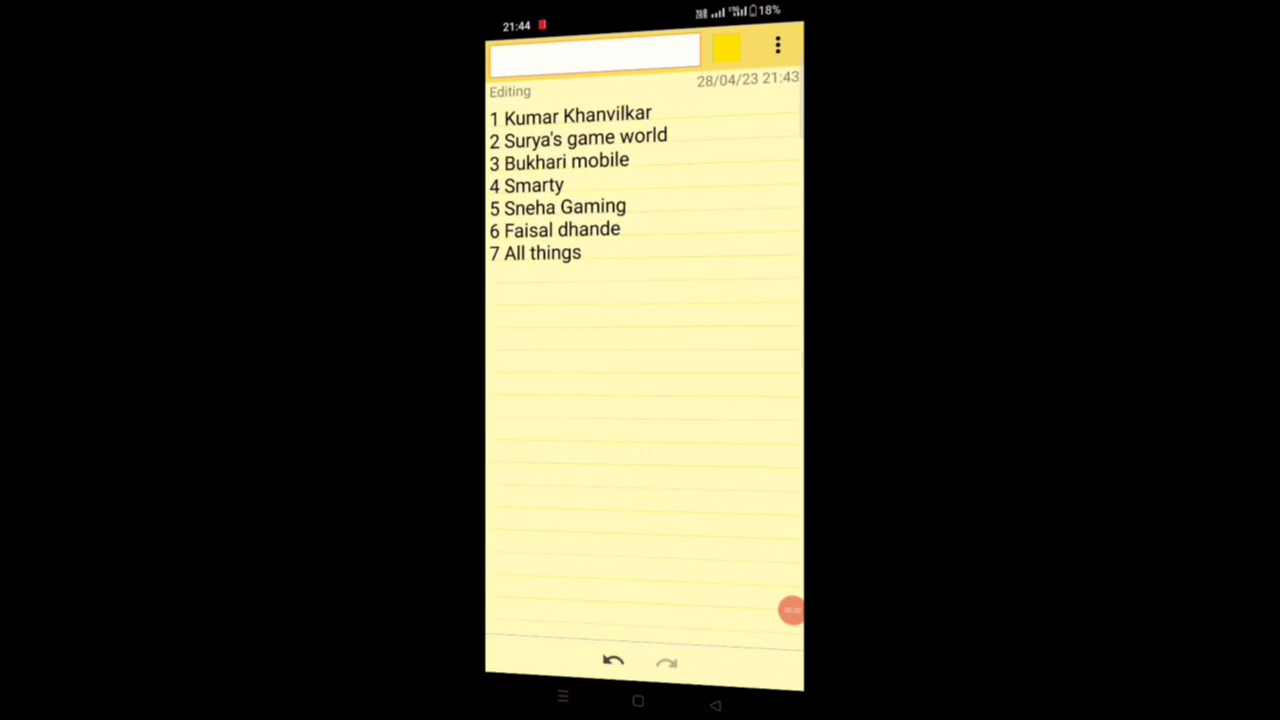 21:44
18%
Editing
28/04/23 21:43
1 Kumar Khanvilkar
2 Surya's game world
3 Bukhari mobile
4 Smarty
5 Sneha Gaming
6 Faisal dhande
7 All things